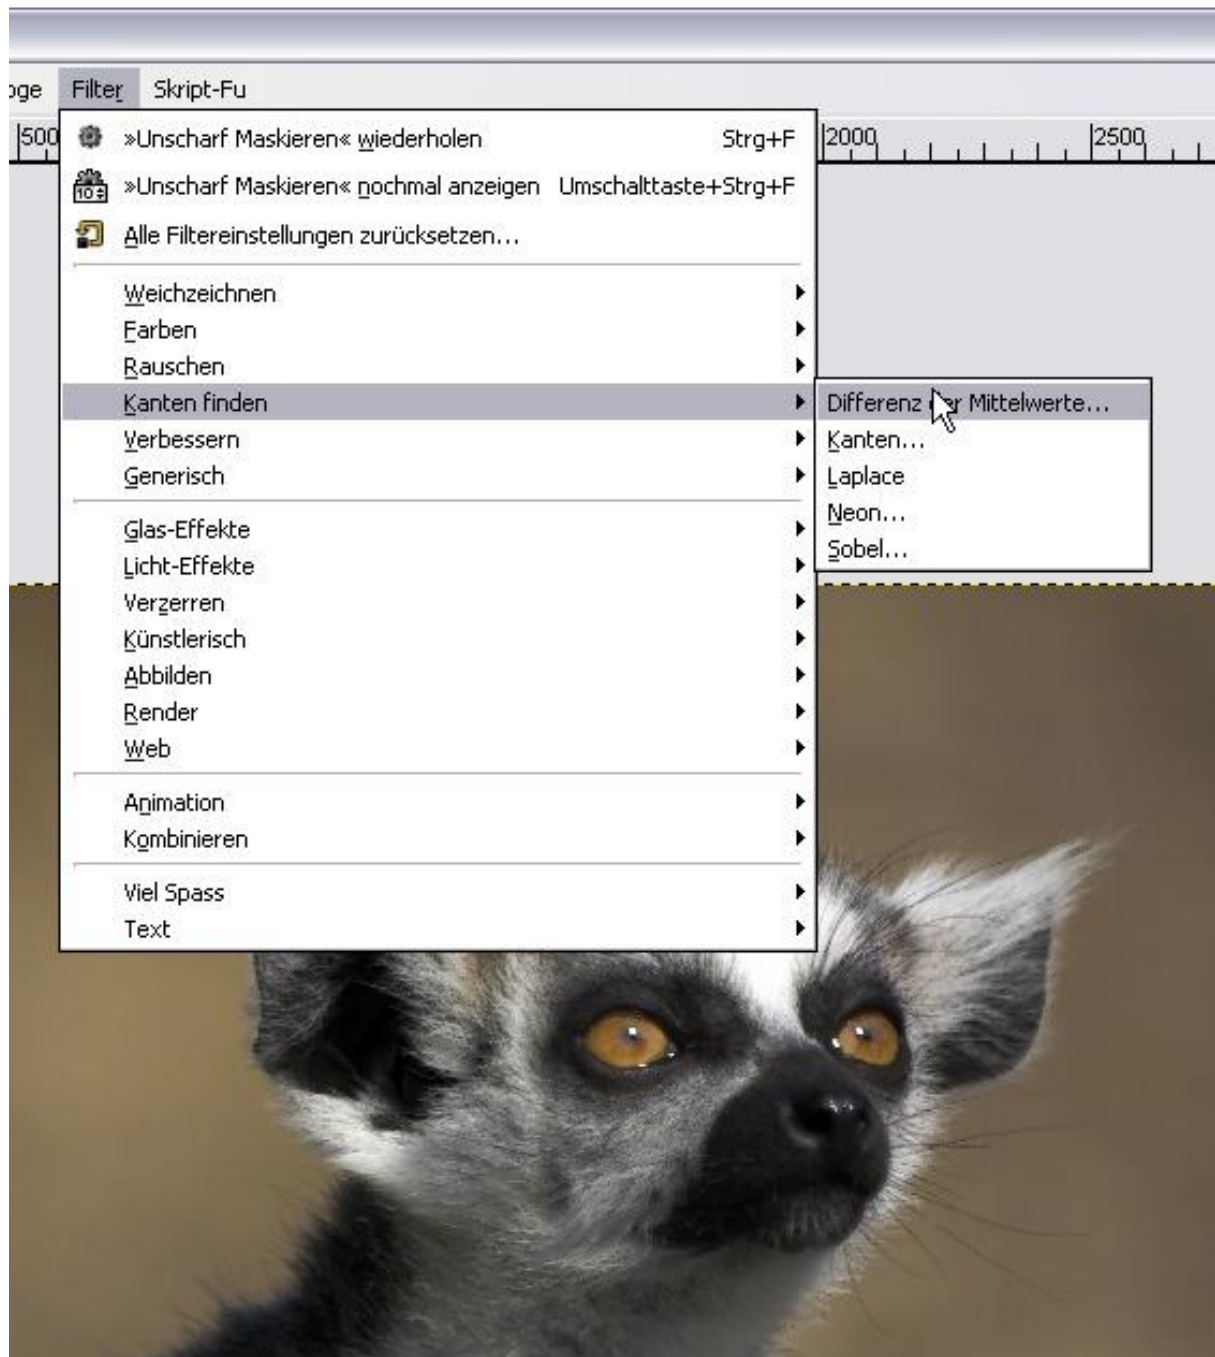 Filter Skript-Fu
500 2000 2500
»Unscharf Maskieren« wiederholen Strg+F
»Unscharf Maskieren« nochmal anzeigen Umschalttaste+Strg+F
Alle Filtereinstellungen zurücksetzen...
Weichzeichnen
Farben
Rauschen
Kanten finden
Verbessern
Generisch
Glas-Effekte
Licht-Effekte
Verzerren
Künstlerisch
Abbilden
Render
Web
Animation
Kombinieren
Viel Spass
Text
Differenz der Mittelwerte...
Kanten...
Laplace
Neon...
Sobel...